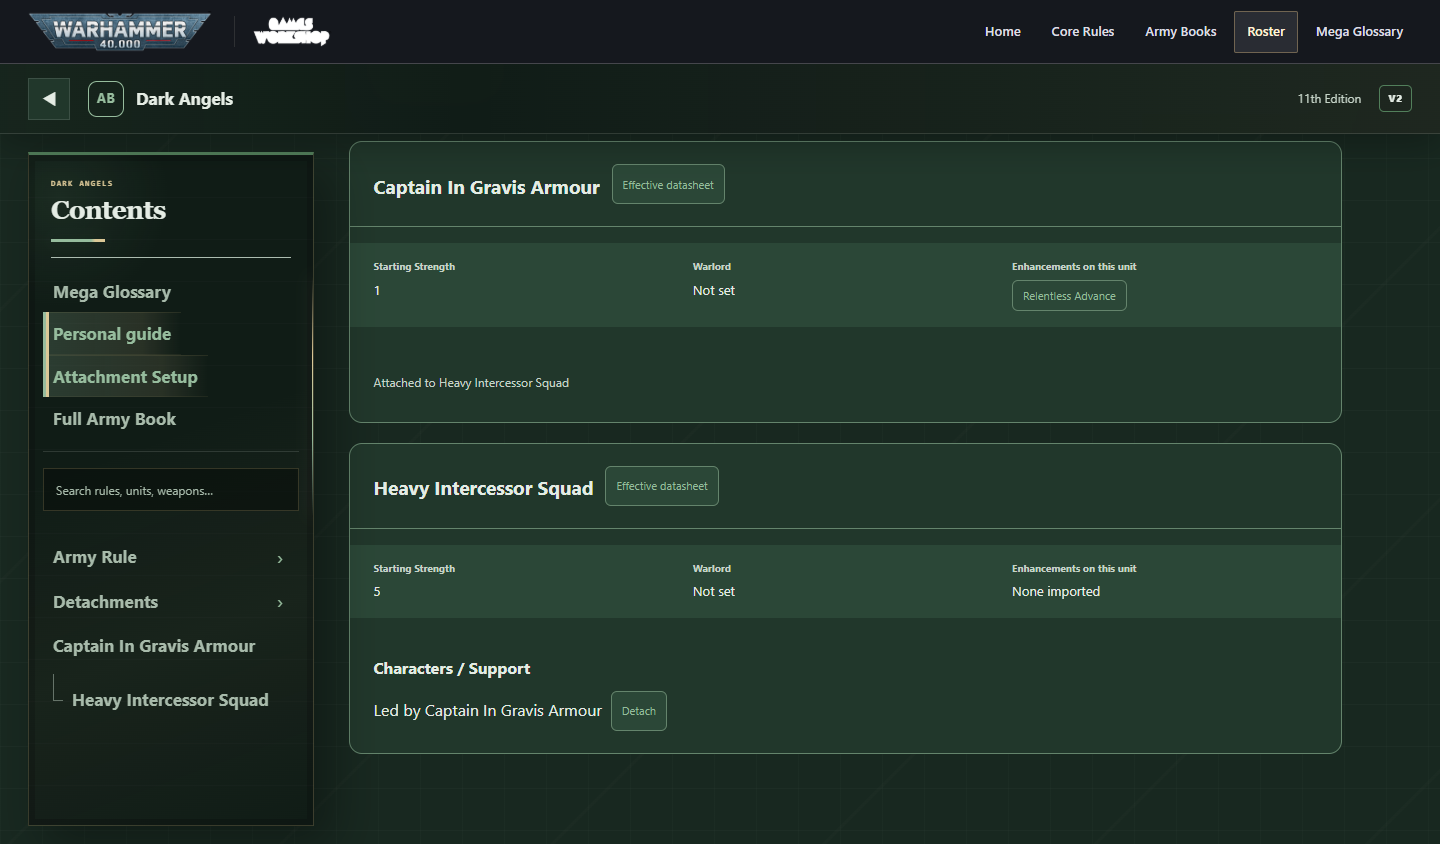 WARHAMMER
40,000
GAMES
WORKSHOP
Home
Core Rules
Army Books
Roster
Mega Glossary
◀
AB
Dark Angels
11th Edition
V2
DARK ANGELS
Contents
Mega Glossary
Personal guide
Attachment Setup
Full Army Book
Search rules, units, weapons...
Army Rule ›
Detachments ›
Captain In Gravis Armour
Heavy Intercessor Squad
Captain In Gravis Armour
Effective datasheet
Starting Strength
1
Warlord
Not set
Enhancements on this unit
Relentless Advance
Attached to Heavy Intercessor Squad
Heavy Intercessor Squad
Effective datasheet
Starting Strength
5
Warlord
Not set
Enhancements on this unit
None imported
Characters / Support
Led by Captain In Gravis Armour
Detach